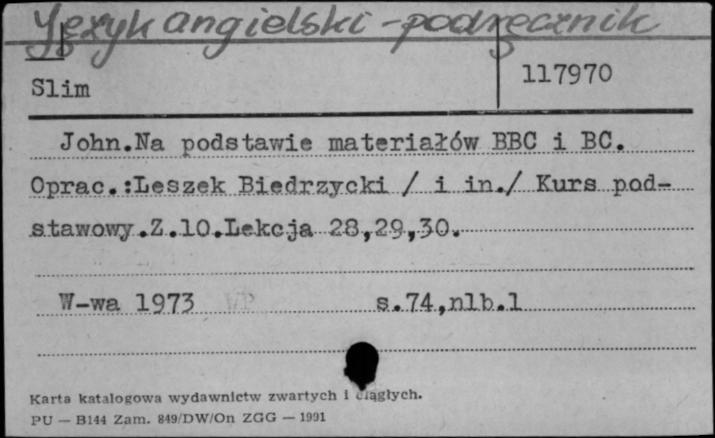 Język angielski - podręcznik
Slim
117970
John.Na podstawie materiałów BBC i BC.
Oprac.:Leszek Biedrzycki / i in./ Kurs pod-
stawowy.Z.10.Lekcja 28,29,30.
W-wa 1973 WP s.74,nlb.1
Karta katalogowa wydawnictw zwartych i ciągłych.
PU — B144 Zam. 849/DW/On ZGG — 1991